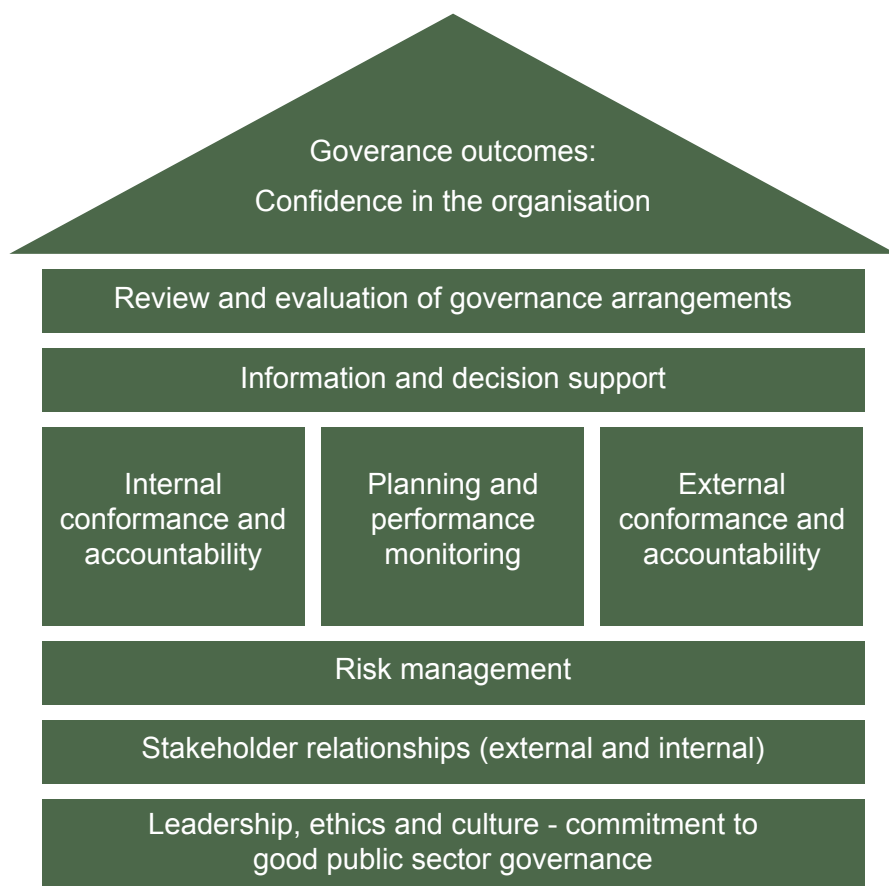 Goverance outcomes:
Confidence in the organisation
Review and evaluation of governance arrangements
Information and decision support
Internal
conformance and
accountability
Planning and
performance
monitoring
External
conformance and
accountability
Risk management
Stakeholder relationships (external and internal)
Leadership, ethics and culture - commitment to
good public sector governance